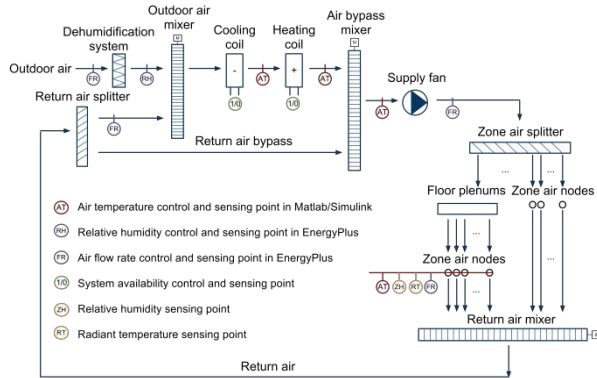 Outdoor air
mixer
Dehumidification
system
Cooling
coil
Heating
coil
Air bypass
mixer
M
M
Outdoor air
FR
RH
-
+
AT
AT
1/0
1/0
Supply fan
AT
FR
Return air splitter
FR
Return air bypass
Zone air splitter
...
...
Floor plenums
Zone air nodes
...
...
Zone air nodes
AT
ZH
RT
FR
Return air mixer
AT Air temperature control and sensing point in Matlab/Simulink
RH Relative humidity control and sensing point in EnergyPlus
FR Air flow rate control and sensing point in EnergyPlus
1/0 System availability control and sensing point
ZH Relative humidity sensing point
RT Radiant temperature sensing point
Return air